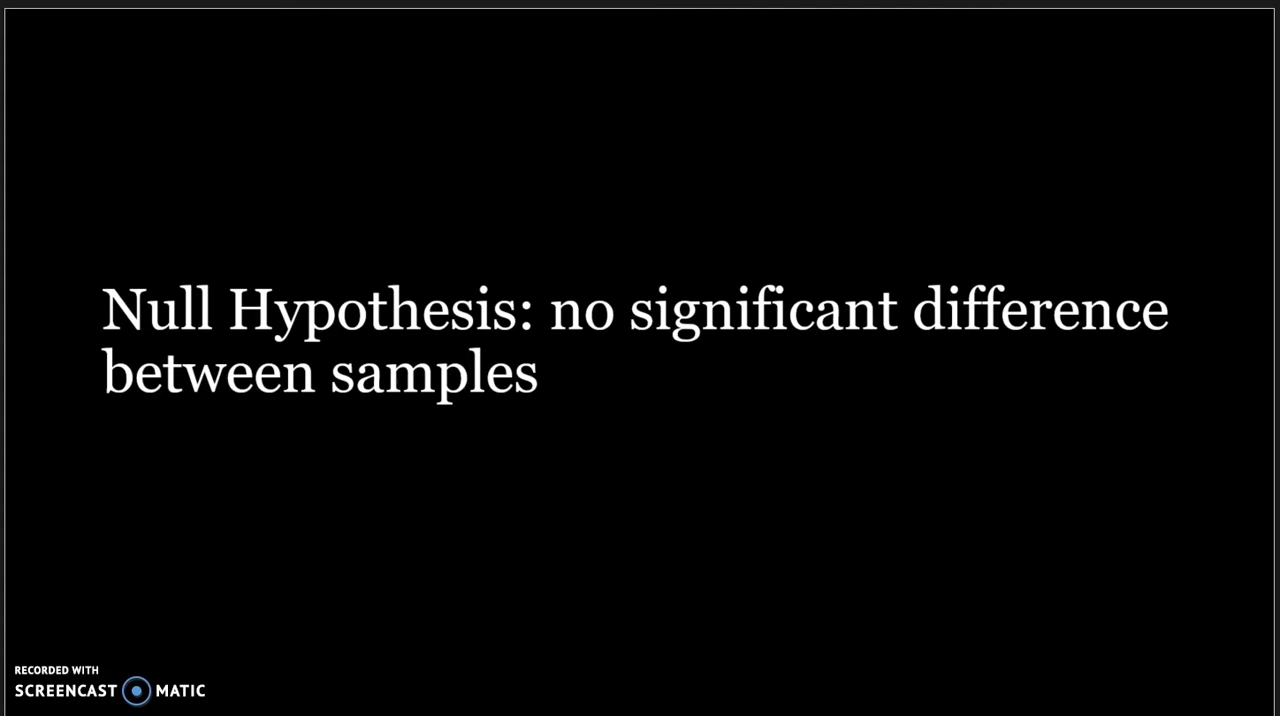 Null Hypothesis: no significant difference
between samples
RECORDED WITH
SCREENCAST MATIC